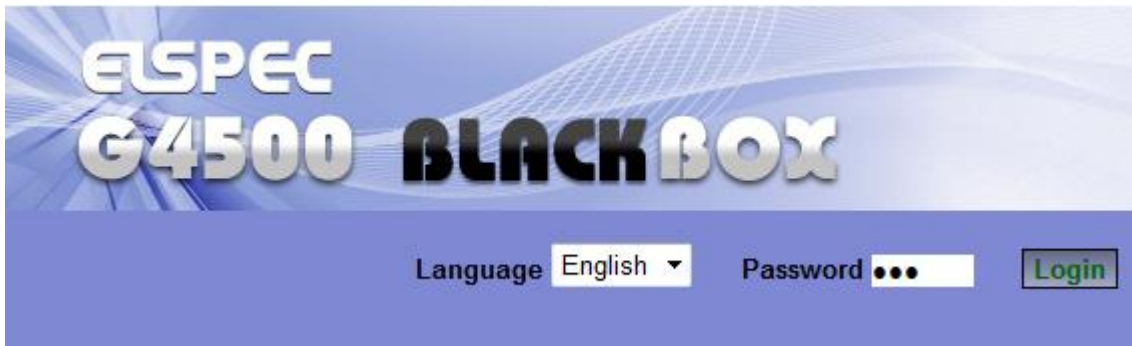 ELSPEC
G4500 BLACKBOX
Language English Password ●●● Login